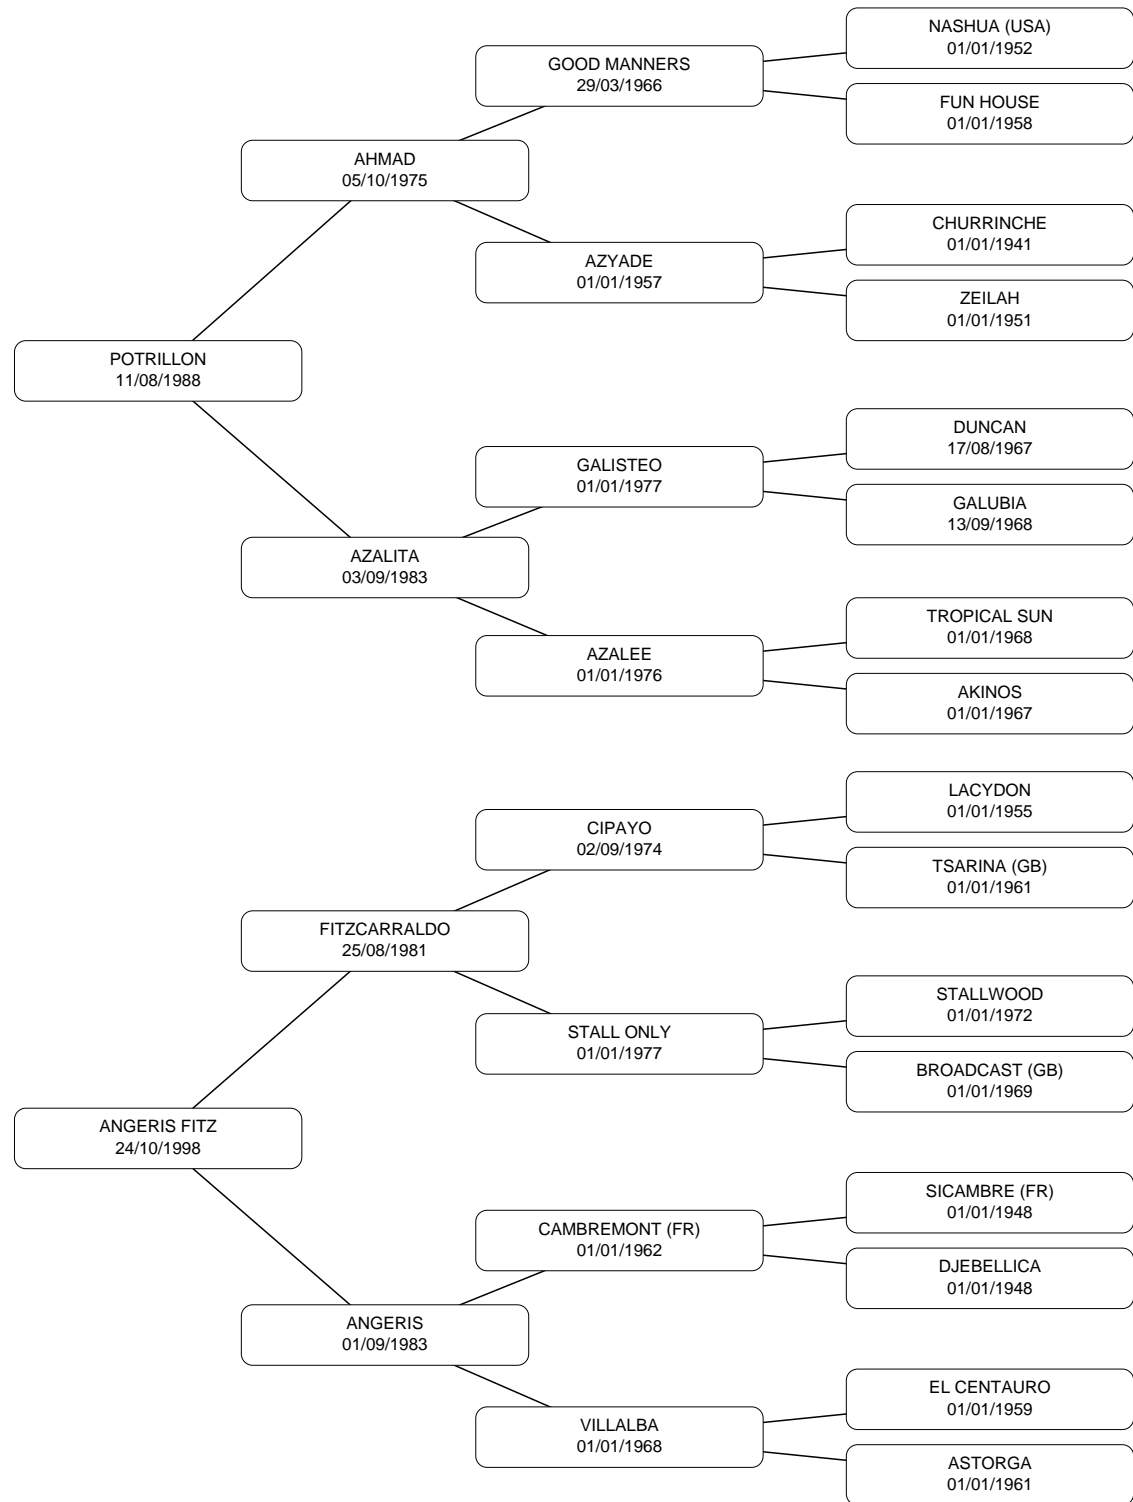 NASHUA (USA)
01/01/1952
GOOD MANNERS
29/03/1966
FUN HOUSE
01/01/1958
AHMAD
05/10/1975
CHURRINCHE
01/01/1941
AZYADE
01/01/1957
ZEILAH
01/01/1951
POTRILLON
11/08/1988
DUNCAN
17/08/1967
GALISTEO
01/01/1977
GALUBIA
13/09/1968
AZALITA
03/09/1983
TROPICAL SUN
01/01/1968
AZALEE
01/01/1976
AKINOS
01/01/1967
LACYDON
01/01/1955
CIPAYO
02/09/1974
TSARINA (GB)
01/01/1961
FITZCARRALDO
25/08/1981
STALLWOOD
01/01/1972
STALL ONLY
01/01/1977
BROADCAST (GB)
01/01/1969
ANGERIS FITZ
24/10/1998
SICAMBRE (FR)
01/01/1948
CAMBREMONT (FR)
01/01/1962
DJEBELLICA
01/01/1948
ANGERIS
01/09/1983
EL CENTAURO
01/01/1959
VILLALBA
01/01/1968
ASTORGA
01/01/1961